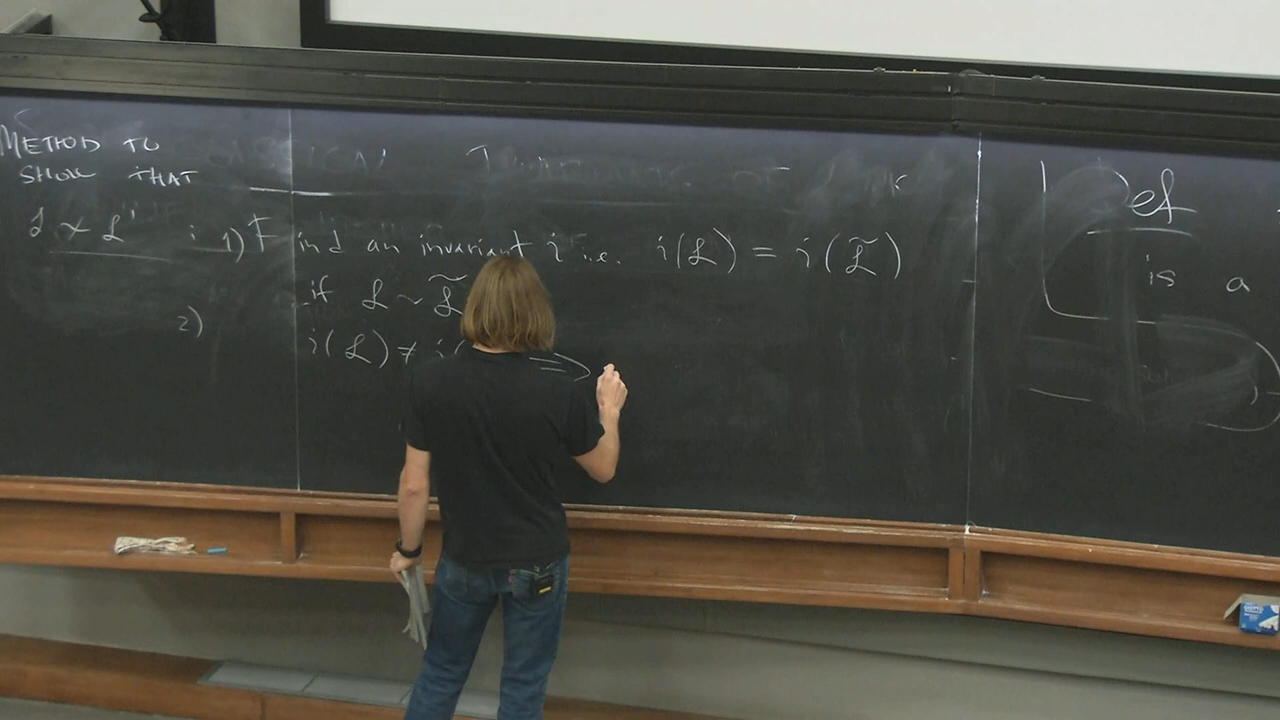 METHOD TO
SHOW THAT
ℒ ≁ ℒ' : 1) Find an invariant i i.e. i(ℒ) = i(ℒ̃)
if ℒ ~ ℒ̃
2) i(ℒ) ≠ i( ⇒
Def
is a